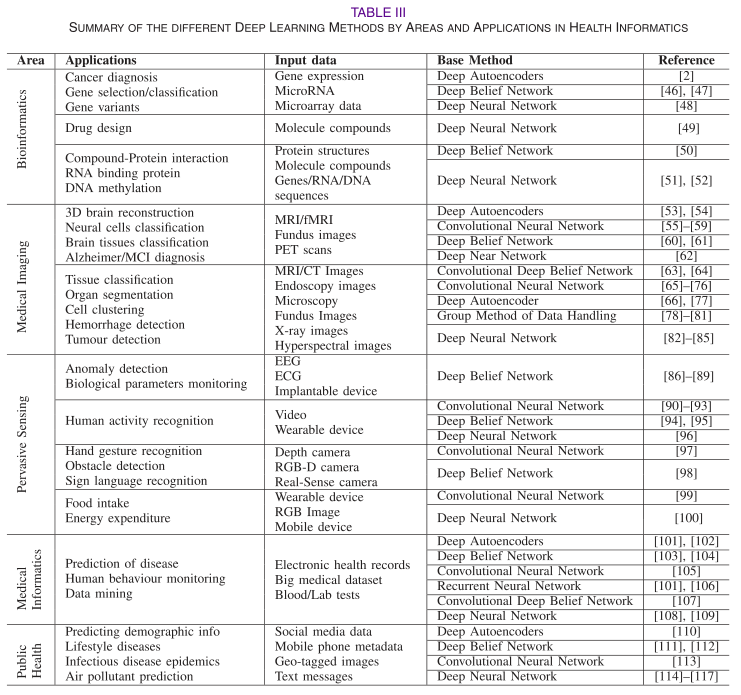 TABLE III
SUMMARY OF THE DIFFERENT DEEP LEARNING METHODS BY AREAS AND APPLICATIONS IN HEALTH INFORMATICS
Area Applications Input data Base Method Reference
Bioinformatics
Cancer diagnosis
Gene selection/classification
Gene variants
Gene expression
MicroRNA
Microarray data
Deep Autoencoders [2]
Deep Belief Network [46], [47]
Deep Neural Network [48]
Drug design
Molecule compounds
Deep Neural Network [49]
Compound-Protein interaction
RNA binding protein
DNA methylation
Protein structures
Molecule compounds
Genes/RNA/DNA
sequences
Deep Belief Network [50]
Deep Neural Network [51], [52]
Medical Imaging
3D brain reconstruction
Neural cells classification
Brain tissues classification
Alzheimer/MCI diagnosis
MRI/fMRI
Fundus images
PET scans
Deep Autoencoders [53], [54]
Convolutional Neural Network [55]–[59]
Deep Belief Network [60], [61]
Deep Near Network [62]
Tissue classification
Organ segmentation
Cell clustering
Hemorrhage detection
Tumour detection
MRI/CT Images
Endoscopy images
Microscopy
Fundus Images
X-ray images
Hyperspectral images
Convolutional Deep Belief Network [63], [64]
Convolutional Neural Network [65]–[76]
Deep Autoencoder [66], [77]
Group Method of Data Handling [78]–[81]
Deep Neural Network [82]–[85]
Pervasive Sensing
Anomaly detection
Biological parameters monitoring
EEG
ECG
Implantable device
Deep Belief Network [86]–[89]
Human activity recognition
Video
Wearable device
Convolutional Neural Network [90]–[93]
Deep Belief Network [94], [95]
Deep Neural Network [96]
Hand gesture recognition
Obstacle detection
Sign language recognition
Depth camera
RGB-D camera
Real-Sense camera
Convolutional Neural Network [97]
Deep Belief Network [98]
Food intake
Energy expenditure
Wearable device
RGB Image
Mobile device
Convolutional Neural Network [99]
Deep Neural Network [100]
Medical
Informatics
Prediction of disease
Human behaviour monitoring
Data mining
Electronic health records
Big medical dataset
Blood/Lab tests
Deep Autoencoders [101], [102]
Deep Belief Network [103], [104]
Convolutional Neural Network [105]
Recurrent Neural Network [101], [106]
Convolutional Deep Belief Network [107]
Deep Neural Network [108], [109]
Public
Health
Predicting demographic info
Lifestyle diseases
Infectious disease epidemics
Air pollutant prediction
Social media data
Mobile phone metadata
Geo-tagged images
Text messages
Deep Autoencoders [110]
Deep Belief Network [111], [112]
Convolutional Neural Network [113]
Deep Neural Network [114]–[117]